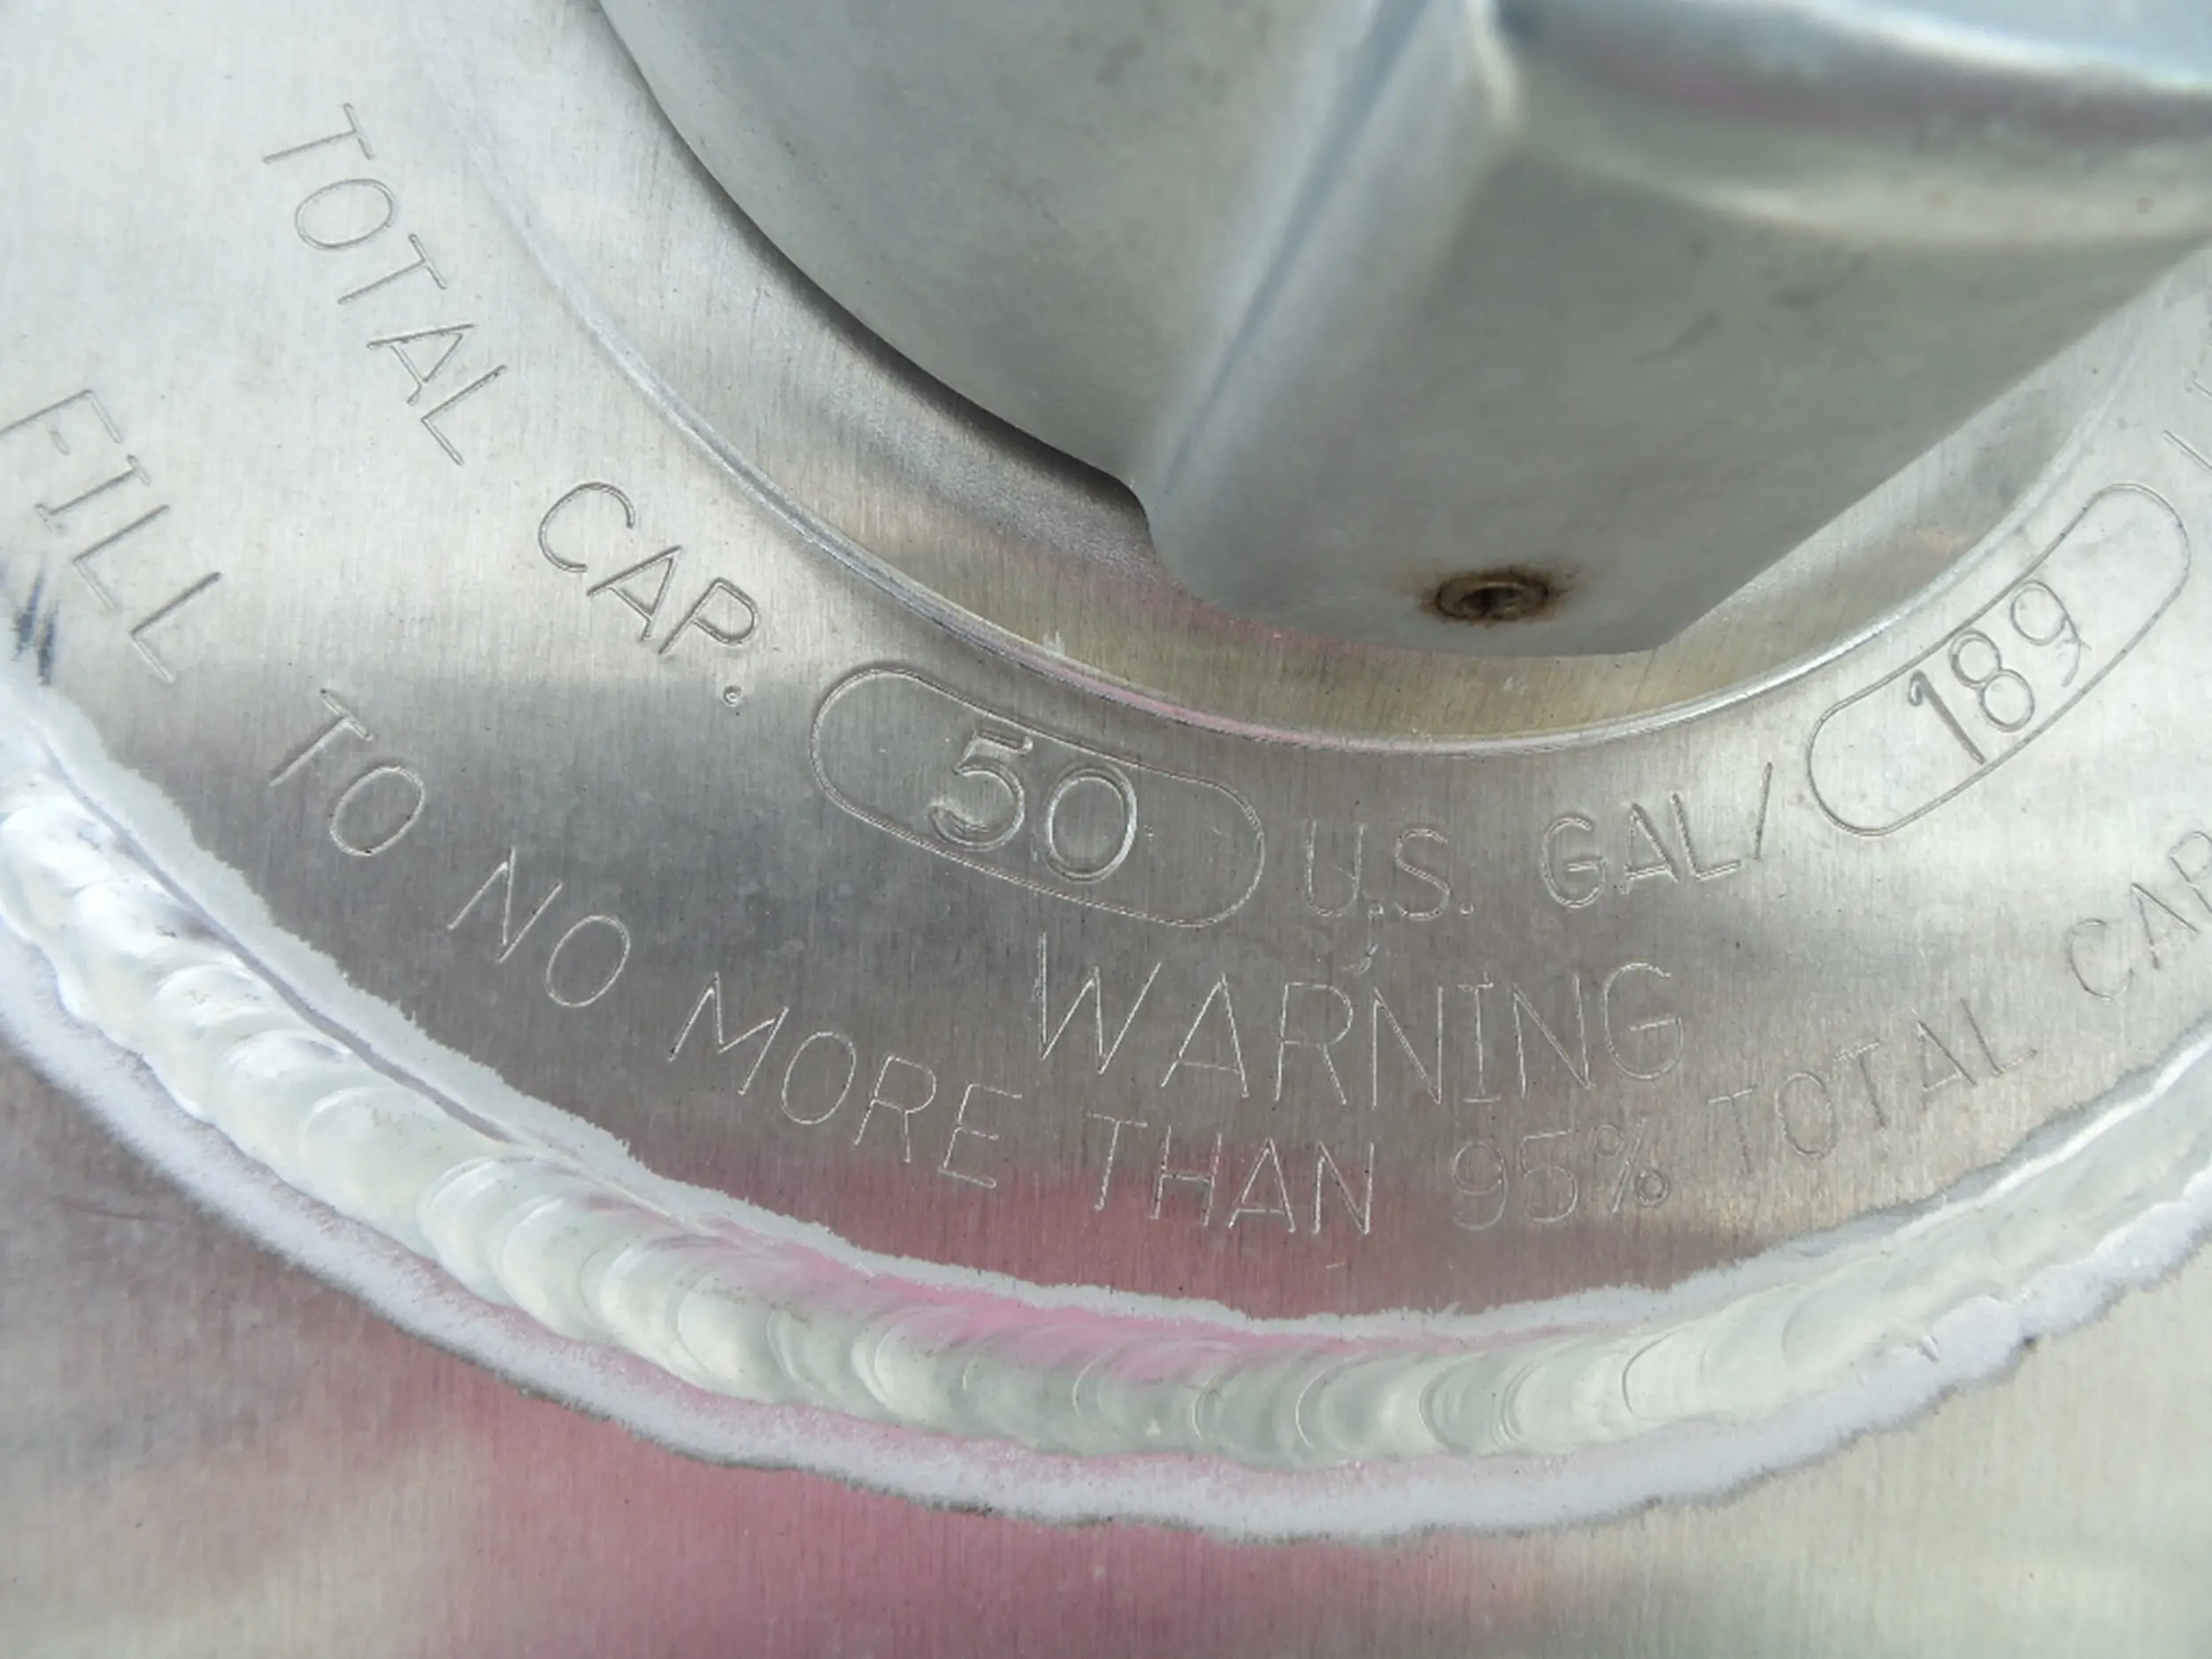 TOTAL CAP. 50 U.S. GAL/ 189
WARNING
FILL TO NO MORE THAN 95% TOTAL CAP